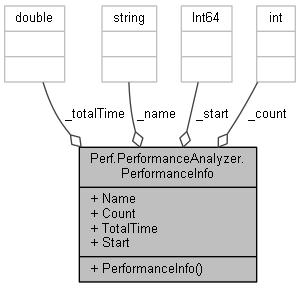 double
string
Int64
int
_totalTime
_name
_start
_count
Perf.PerformanceAnalyzer.
PerformanceInfo
+ Name
+ Count
+ TotalTime
+ Start
+ PerformanceInfo()